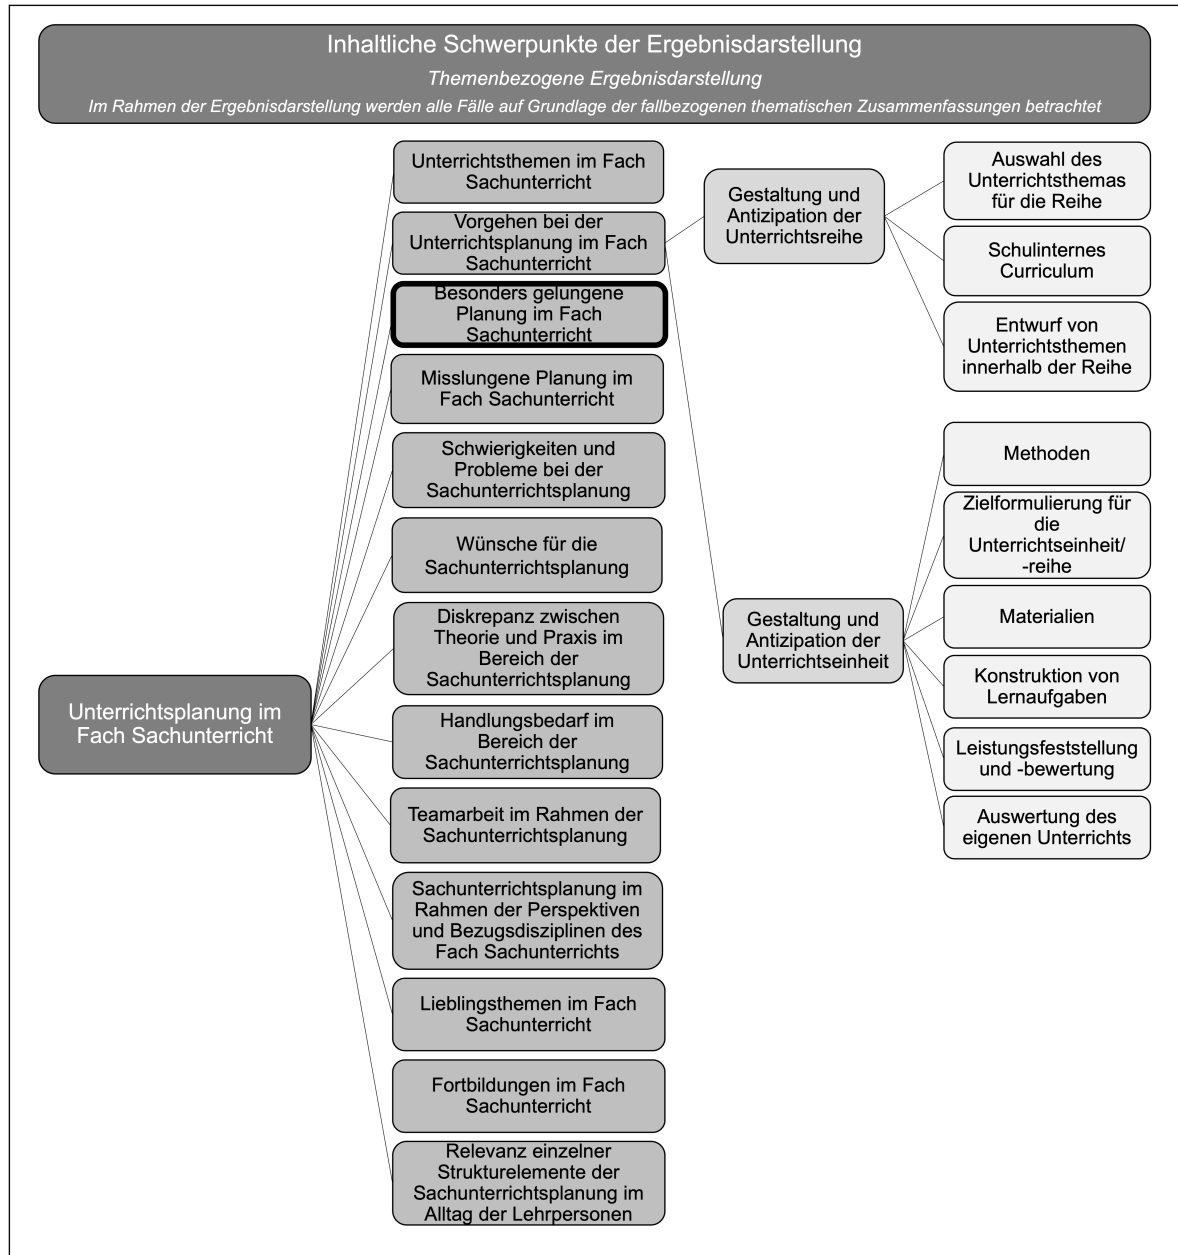 Inhaltliche Schwerpunkte der Ergebnisdarstellung
Themenbezogene Ergebnisdarstellung
Im Rahmen der Ergebnisdarstellung werden alle Fälle auf Grundlage der fallbezogenen thematischen Zusammenfassungen betrachtet
Unterrichtsplanung im
Fach Sachunterricht
Unterrichtsthemen im Fach
Sachunterricht
Vorgehen bei der
Unterrichtsplanung im Fach
Sachunterricht
Besonders gelungene
Planung im Fach
Sachunterricht
Misslungene Planung im
Fach Sachunterricht
Schwierigkeiten und
Probleme bei der
Sachunterrichtsplanung
Wünsche für die
Sachunterrichtsplanung
Diskrepanz zwischen
Theorie und Praxis im
Bereich der
Sachunterrichtsplanung
Handlungsbedarf im
Bereich der
Sachunterrichtsplanung
Teamarbeit im Rahmen der
Sachunterrichtsplanung
Sachunterrichtsplanung im
Rahmen der Perspektiven
und Bezugsdisziplinen des
Fach Sachunterrichts
Lieblingsthemen im Fach
Sachunterricht
Fortbildungen im Fach
Sachunterricht
Relevanz einzelner
Strukturelemente der
Sachunterrichtsplanung im
Alltag der Lehrpersonen
Gestaltung und
Antizipation der
Unterrichtsreihe
Gestaltung und
Antizipation der
Unterrichtseinheit
Auswahl des
Unterrichtsthemas
für die Reihe
Schulinternes
Curriculum
Entwurf von
Unterrichtsthemen
innerhalb der Reihe
Methoden
Zielformulierung für
die
Unterrichtseinheit/
-reihe
Materialien
Konstruktion von
Lernaufgaben
Leistungsfeststellung
und -bewertung
Auswertung des
eigenen Unterrichts